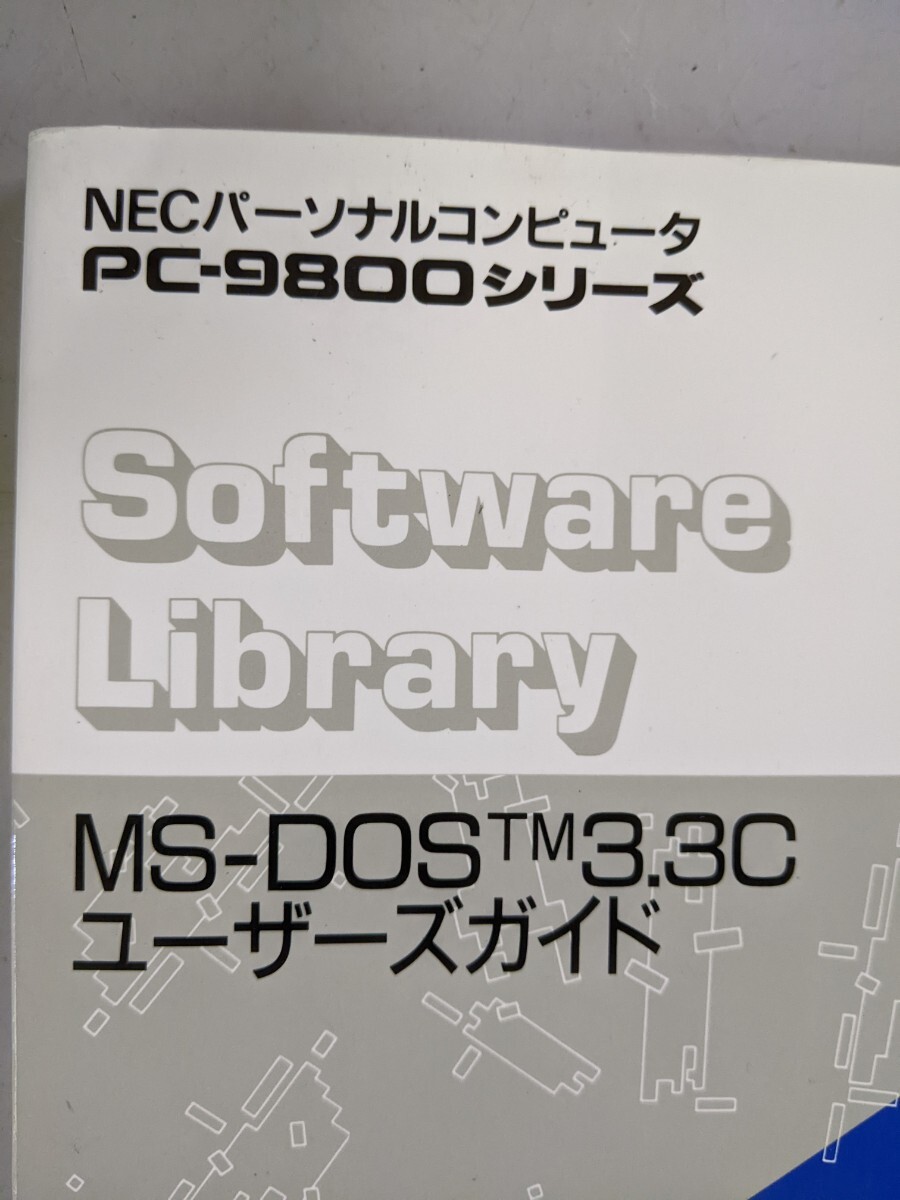 NECパーソナルコンピュータ
PC-9800シリーズ
Software
Library
MS-DOS™3.3C
ユーザーズガイド